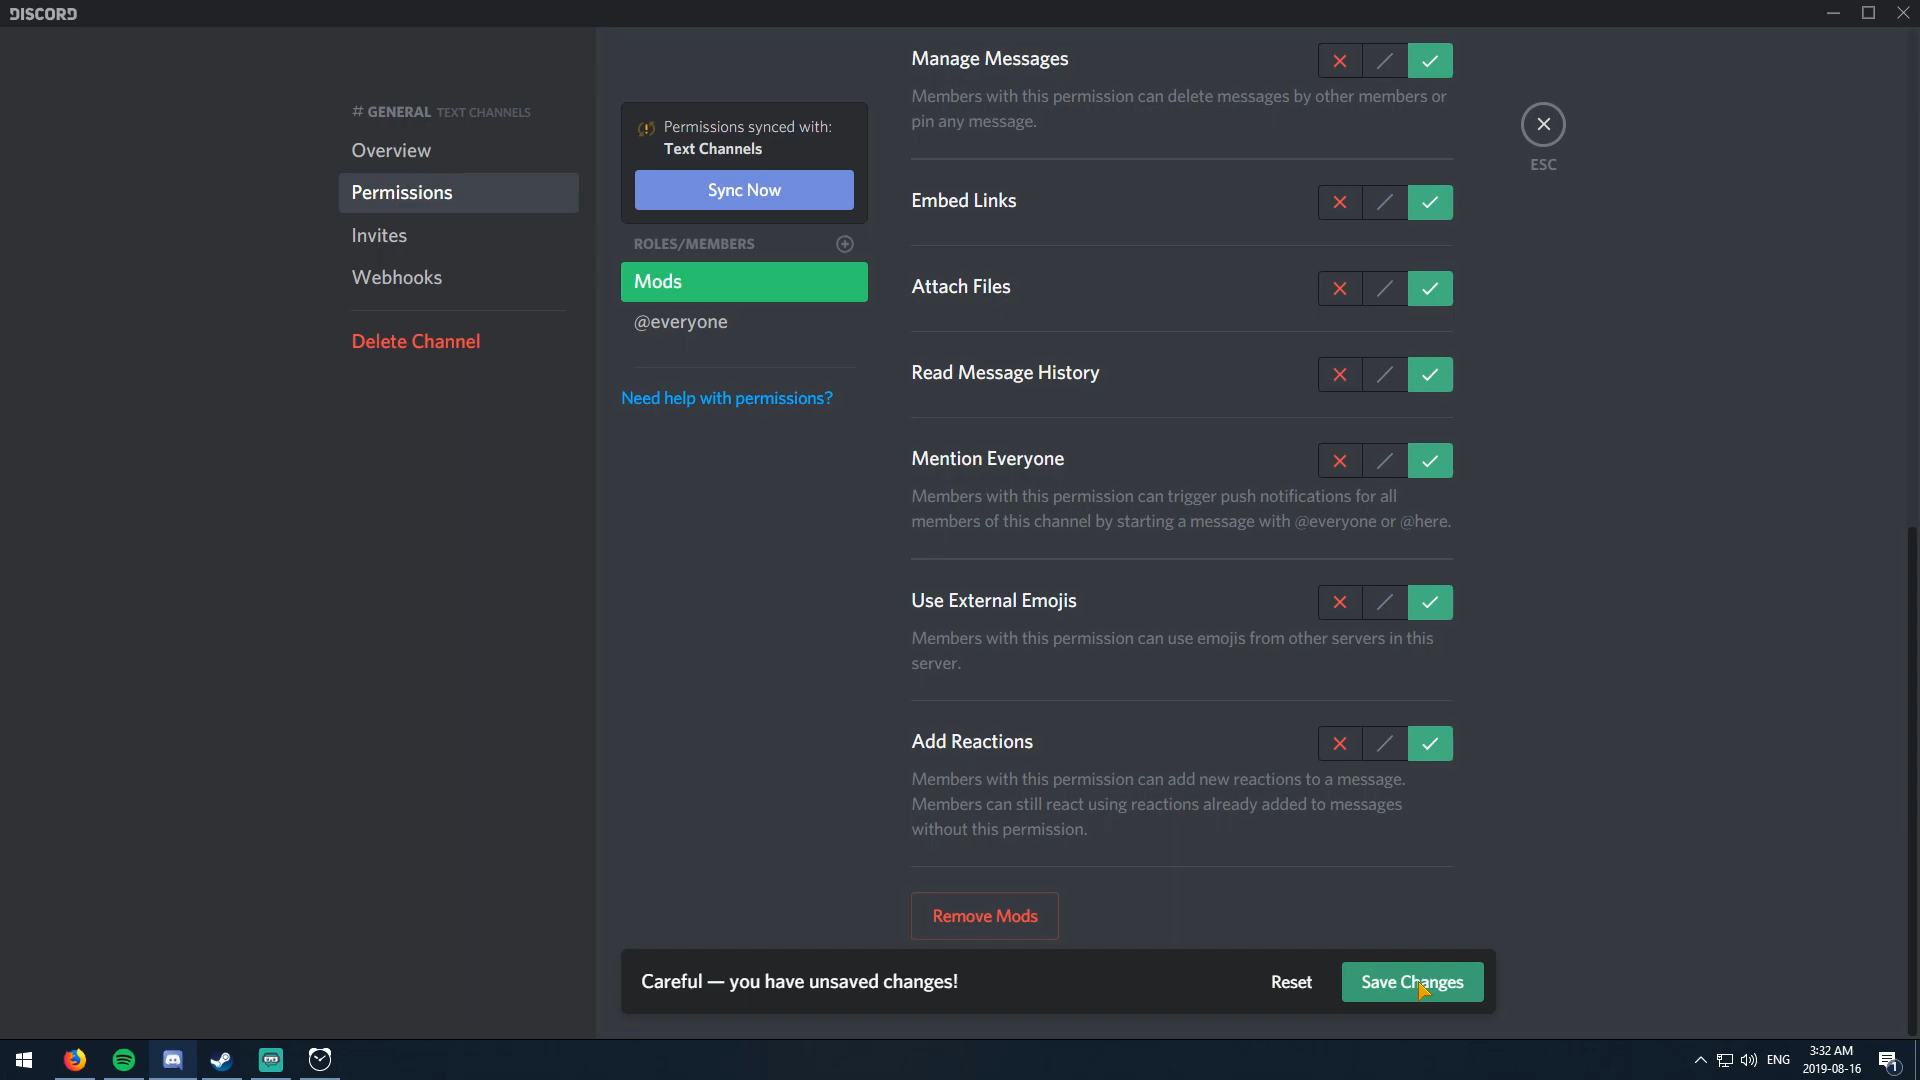 DISCORD
# GENERAL TEXT CHANNELS
Overview
Permissions
Invites
Webhooks
Delete Channel
Permissions synced with:
Text Channels
Sync Now
ROLES/MEMBERS
Mods
@everyone
Need help with permissions?
Manage Messages
Members with this permission can delete messages by other members or
pin any message.
Embed Links
Attach Files
Read Message History
Mention Everyone
Members with this permission can trigger push notifications for all
members of this channel by starting a message with @everyone or @here.
Use External Emojis
Members with this permission can use emojis from other servers in this
server.
Add Reactions
Members with this permission can add new reactions to a message.
Members can still react using reactions already added to messages
without this permission.
Remove Mods
ESC
Careful — you have unsaved changes!
Reset
Save Changes
ENG
3:32 AM
2019-08-16
1